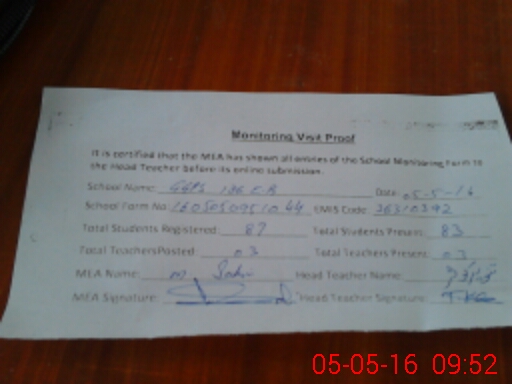 Monitoring Visit Proof
It is certified that the MEA has shown all entries of the School Monitoring Form to
the Head Teacher before its online submission.
School Name: GGPS 186 E.B Date: 05-5-16
School Form No. EMIS Code: 36310392
Total Students Registered: 87 Total Students Present: 83
Total Teachers Posted: 03 Total Teachers Present: 03
MEA Name: M Head Teacher Name:
MEA Signature: Head Teacher Signature:
05-05-16 09:52